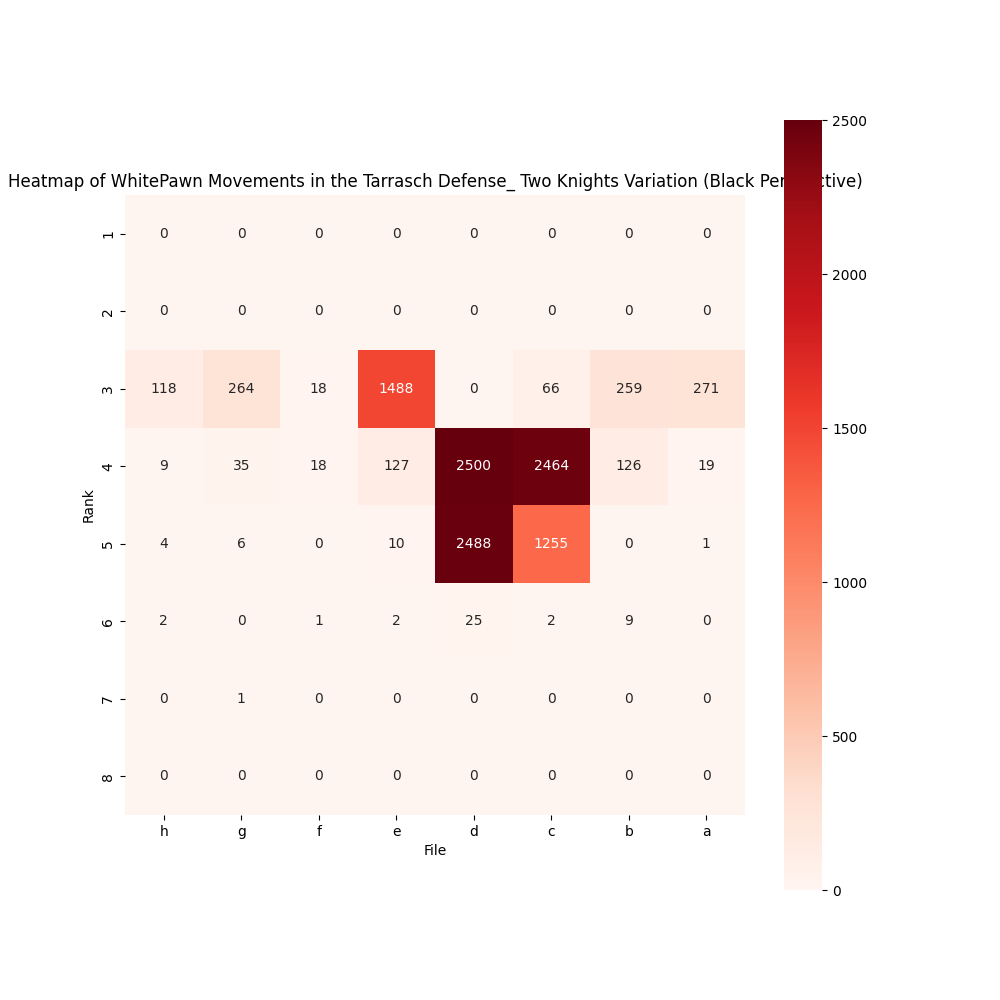 Heatmap of WhitePawn Movements in the Tarrasch Defense_ Two Knights Variation (Black Per    ctive)
1 0 0 0 0 0 0 0 0
2 0 0 0 0 0 0 0 0
3 118 264 18 1488 0 66 259 271
4 9 35 18 127 2500 2464 126 19
5 4 6 0 10 2488 1255 0 1
6 2 0 1 2 25 2 9 0
7 0 1 0 0 0 0 0 0
8 0 0 0 0 0 0 0 0
h g f e d c b a
File
Rank
2500
2000
1500
1000
500
0